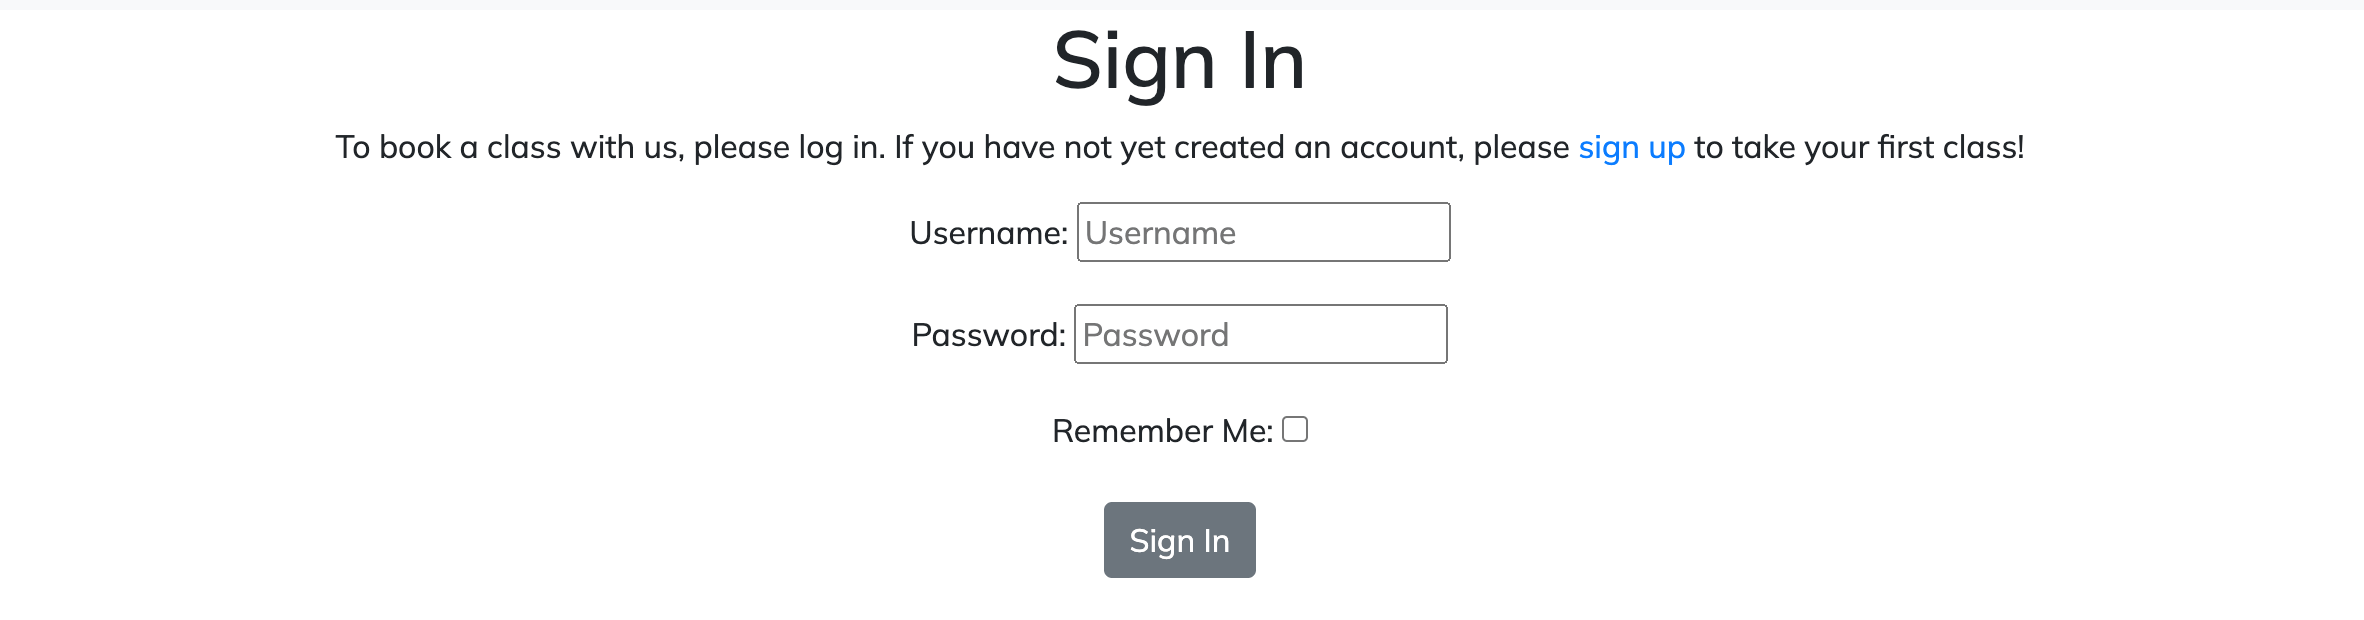 Sign In
To book a class with us, please log in. If you have not yet created an account, please sign up to take your first class!
Username: Username
Password: Password
Remember Me:
Sign In